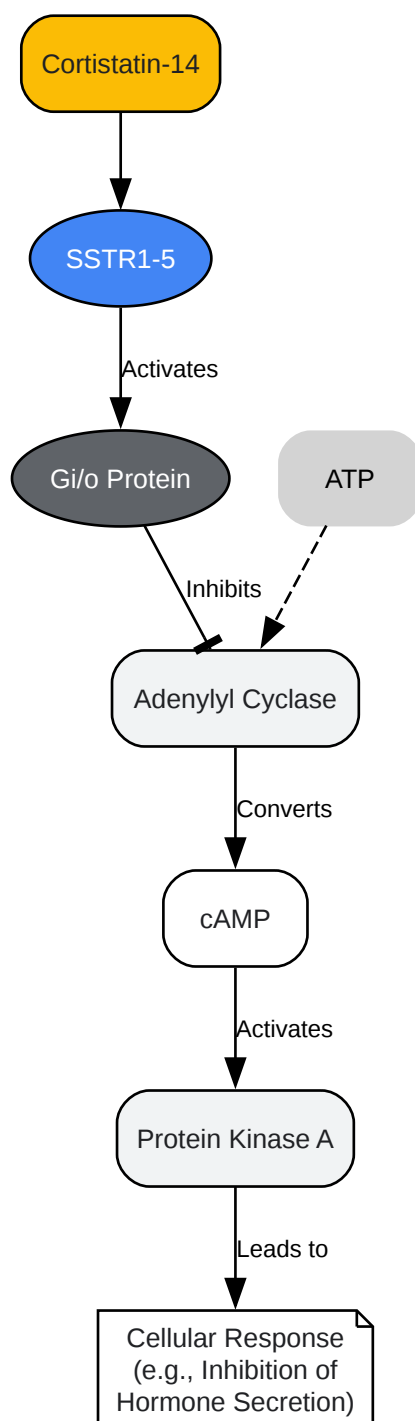 Cortistatin-14
SSTR1-5
Activates
Gi/o Protein
ATP
Inhibits
Adenylyl Cyclase
Converts
cAMP
Activates
Protein Kinase A
Leads to
Cellular Response
(e.g., Inhibition of
Hormone Secretion)